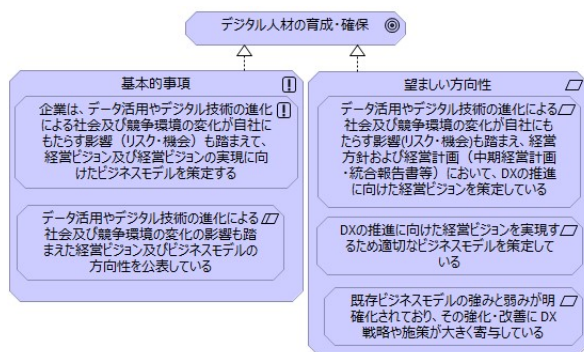 デジタル人材の育成・確保
基本的事項
企業は、データ活用やデジタル技術の進化
による社会及び競争環境の変化が自社に
もたらす影響（リスク・機会）も踏まえて、
経営ビジョン及び経営ビジョンの実現に向
けたビジネスモデルを策定する
データ活用やデジタル技術の進化による
社会及び競争環境の変化の影響も踏
まえた経営ビジョン及びビジネスモデルの
方向性を公表している
望ましい方向性
データ活用やデジタル技術の進化による
社会及び競争環境の変化が自社にも
たらす影響(リスク・機会)も踏まえ、経営
方針および経営計画（中期経営計画
・統合報告書等）において、DXの推進
に向けた経営ビジョンを策定している
DXの推進に向けた経営ビジョンを実現す
るため適切なビジネスモデルを策定して
いる
既存ビジネスモデルの強みと弱みが明
確化されており、その強化・改善に DX
戦略や施策が大きく寄与している